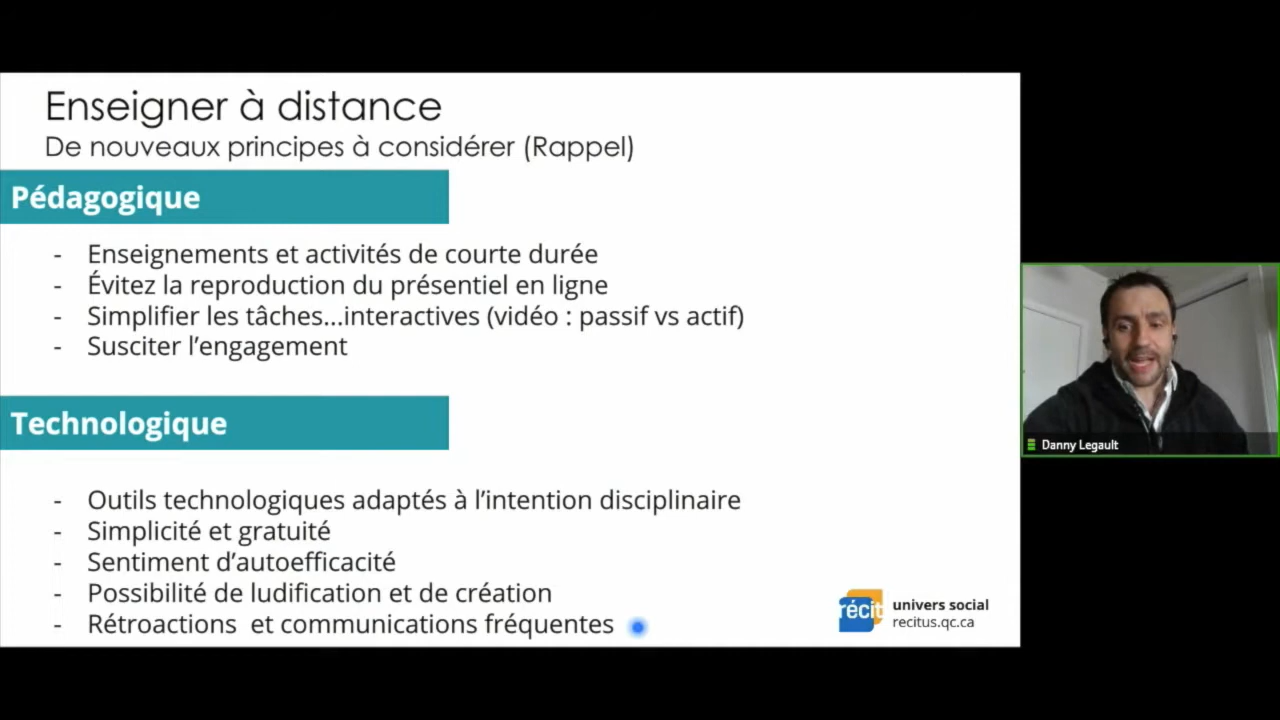 Enseigner à distance
De nouveaux principes à considérer (Rappel)
Pédagogique
- Enseignements et activités de courte durée
- Évitez la reproduction du présentiel en ligne
- Simplifier les tâches...interactives (vidéo : passif vs actif)
- Susciter l’engagement
Technologique
- Outils technologiques adaptés à l’intention disciplinaire
- Simplicité et gratuité
- Sentiment d’autoefficacité
- Possibilité de ludification et de création
- Rétroactions et communications fréquentes
récit
univers social
recitus.qc.ca
Danny Legault